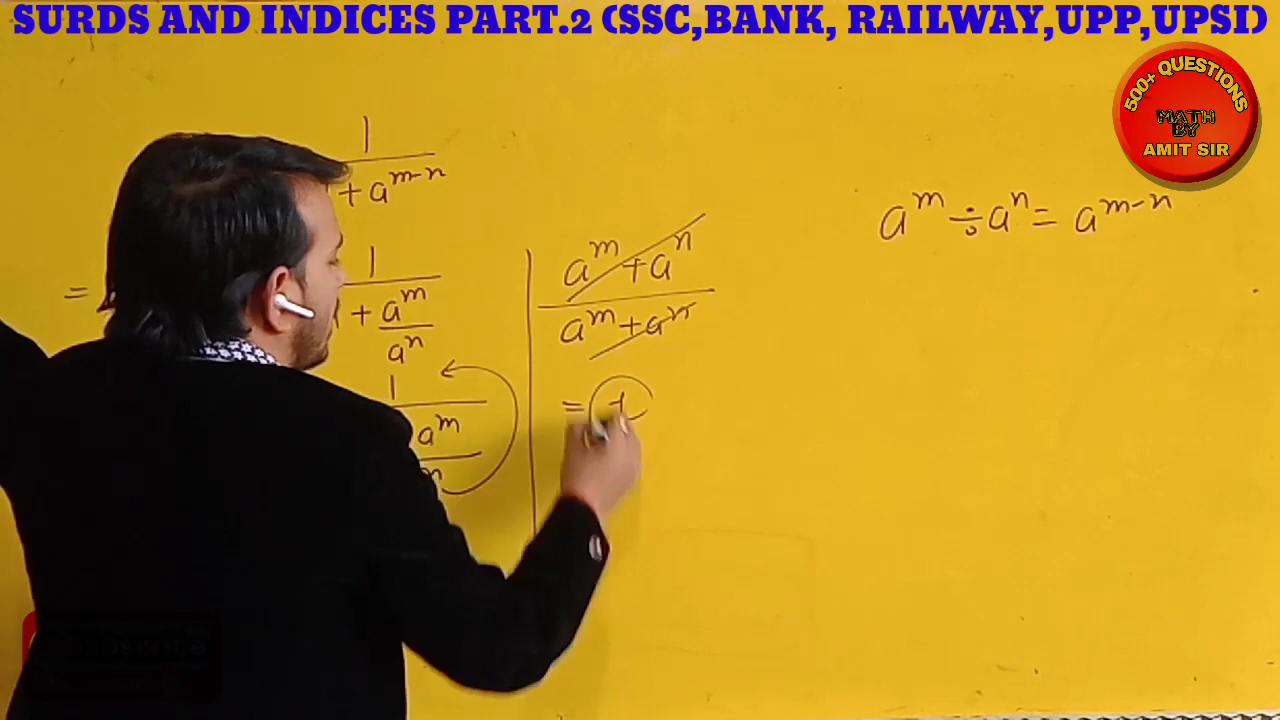 SURDS AND INDICES PART.2 (SSC,BANK, RAILWAY,UPP,UPSI)
500+ QUESTIONS
MATH
BY
AMIT SIR
1
+ a^{m-n}
a^m ÷ a^n = a^{m-n}
=
1
+ a^m
a^n
a^m + a^n
a^m + a^n
1
a^m
n
= 1
Subscribe